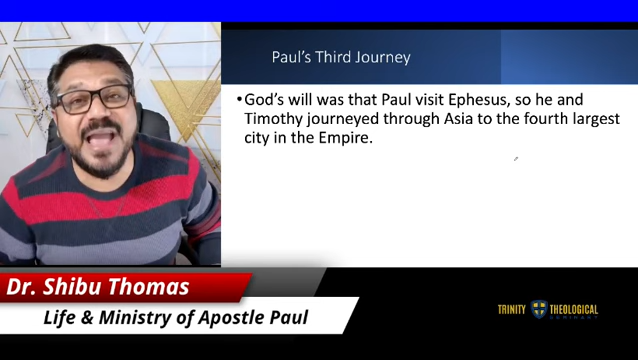 Paul's Third Journey
•God's will was that Paul visit Ephesus, so he and
Timothy journeyed through Asia to the fourth largest
city in the Empire.
Dr. Shibu Thomas
Life & Ministry of Apostle Paul
TRINITY THEOLOGICAL
SEMINARY